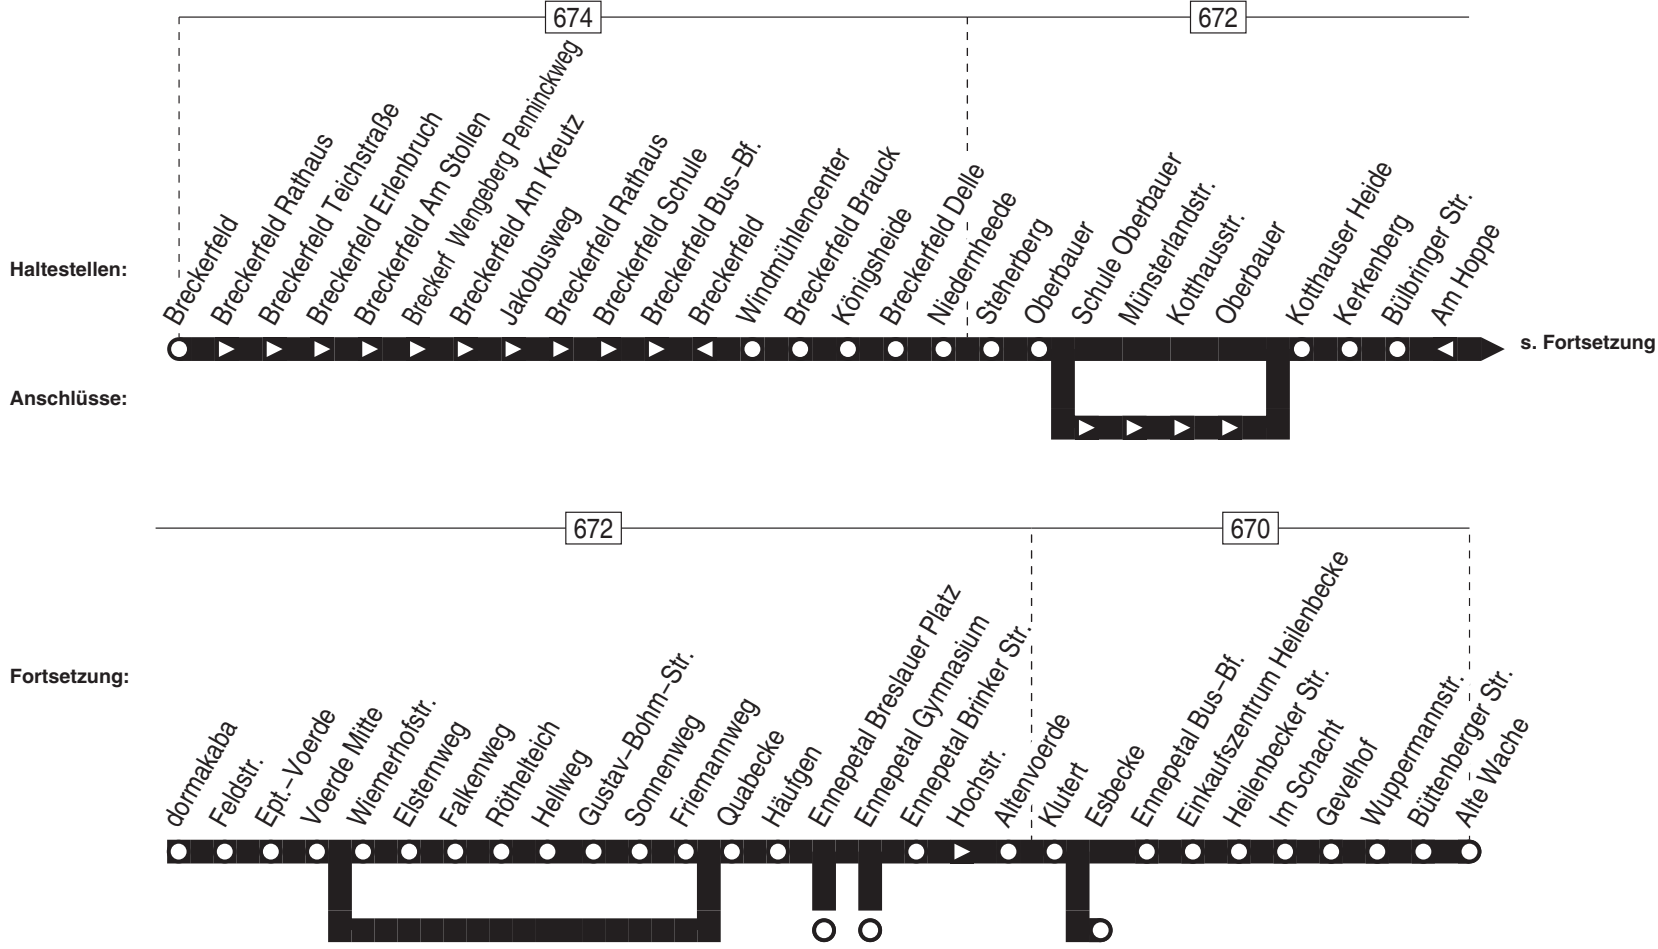 674
672
Haltestellen:
Breckerfeld
Breckerfeld Rathaus
Breckerfeld Teichstraße
Breckerfeld Erlenbruch
Breckerfeld Am Stollen
Breckerf Wengeberg Penninckweg
Breckerfeld Am Kreutz
Jakobusweg
Breckerfeld Rathaus
Breckerfeld Schule
Breckerfeld Bus–Bf.
Breckerfeld
Windmühlencenter
Breckerfeld Brauck
Königsheide
Breckerfeld Delle
Niedernheede
Steherberg
Oberbauer
Schule Oberbauer
Münsterlandstr.
Kotthausstr.
Oberbauer
Kotthauser Heide
Kerkenberg
Bülbringer Str.
Am Hoppe
s. Fortsetzung
Anschlüsse:
672
670
Fortsetzung:
dormakaba
Feldstr.
Ept.–Voerde
Voerde Mitte
Wiemerhofstr.
Elsternweg
Falkenweg
Röthelteich
Hellweg
Gustav–Bohm–Str.
Sonnenweg
Friemannweg
Quabecke
Häufgen
Ennepetal Breslauer Platz
Ennepetal Gymnasium
Ennepetal Brinker Str.
Hochstr.
Altenvoerde
Klutert
Esbecke
Ennepetal Bus–Bf.
Einkaufszentrum Heilenbecke
Heilenbecker Str.
Im Schacht
Gevelhof
Wuppermannstr.
Büttenberger Str.
Alte Wache